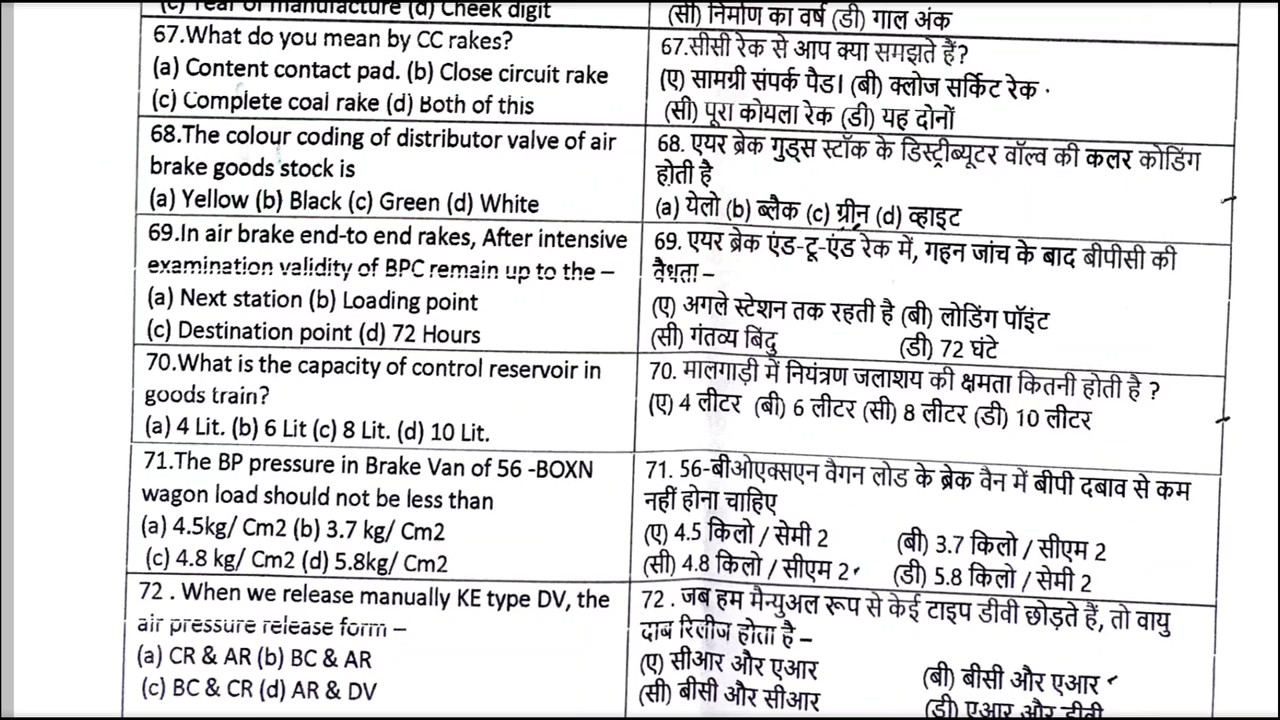 (c) Year of manufacture (d) Cheek digit
67.What do you mean by CC rakes?
(a) Content contact pad. (b) Close circuit rake
(c) Complete coal rake (d) Both of this
68.The colour coding of distributor valve of air
brake goods stock is
(a) Yellow (b) Black (c) Green (d) White
69.In air brake end-to end rakes, After intensive
examination validity of BPC remain up to the –
(a) Next station (b) Loading point
(c) Destination point (d) 72 Hours
70.What is the capacity of control reservoir in
goods train?
(a) 4 Lit. (b) 6 Lit (c) 8 Lit. (d) 10 Lit.
71.The BP pressure in Brake Van of 56 -BOXN
wagon load should not be less than
(a) 4.5kg/ Cm2 (b) 3.7 kg/ Cm2
(c) 4.8 kg/ Cm2 (d) 5.8kg/ Cm2
72 . When we release manually KE type DV, the
air pressure release form –
(a) CR & AR (b) BC & AR
(c) BC & CR (d) AR & DV
(सी) निर्माण का वर्ष (डी) गाल अंक
67.सीसी रेक से आप क्या समझते हैं?
(ए) सामग्री संपर्क पैड। (बी) क्लोज सर्किट रेक
(सी) पूरा कोयला रेक (डी) यह दोनों
68. एयर ब्रेक गुड्स स्टॉक के डिस्ट्रीब्यूटर वॉल्व की कलर कोडिंग
होती है
(a) येलो (b) ब्लैक (c) ग्रीन (d) व्हाइट
69. एयर ब्रेक एंड-टू-एंड रेक में, गहन जांच के बाद बीपीसी की
वैधता –
(ए) अगले स्टेशन तक रहती है (बी) लोडिंग पॉइंट
(सी) गंतव्य बिंदु (डी) 72 घंटे
70. मालगाड़ी में नियंत्रण जलाशय की क्षमता कितनी होती है ?
(ए) 4 लीटर (बी) 6 लीटर (सी) 8 लीटर (डी) 10 लीटर
71. 56-बीओएक्सएन वैगन लोड के ब्रेक वैन में बीपी दबाव से कम
नहीं होना चाहिए
(ए) 4.5 किलो / सेमी 2 (बी) 3.7 किलो / सीएम 2
(सी) 4.8 किलो / सीएम 2 (डी) 5.8 किलो / सेमी 2
72 . जब हम मैन्युअल रूप से केई टाइप डीवी छोड़ते हैं, तो वायु
दाब रिलीज होता है –
(ए) सीआर और एआर (बी) बीसी और एआर
(सी) बीसी और सीआर (डी) एआर और डीवी